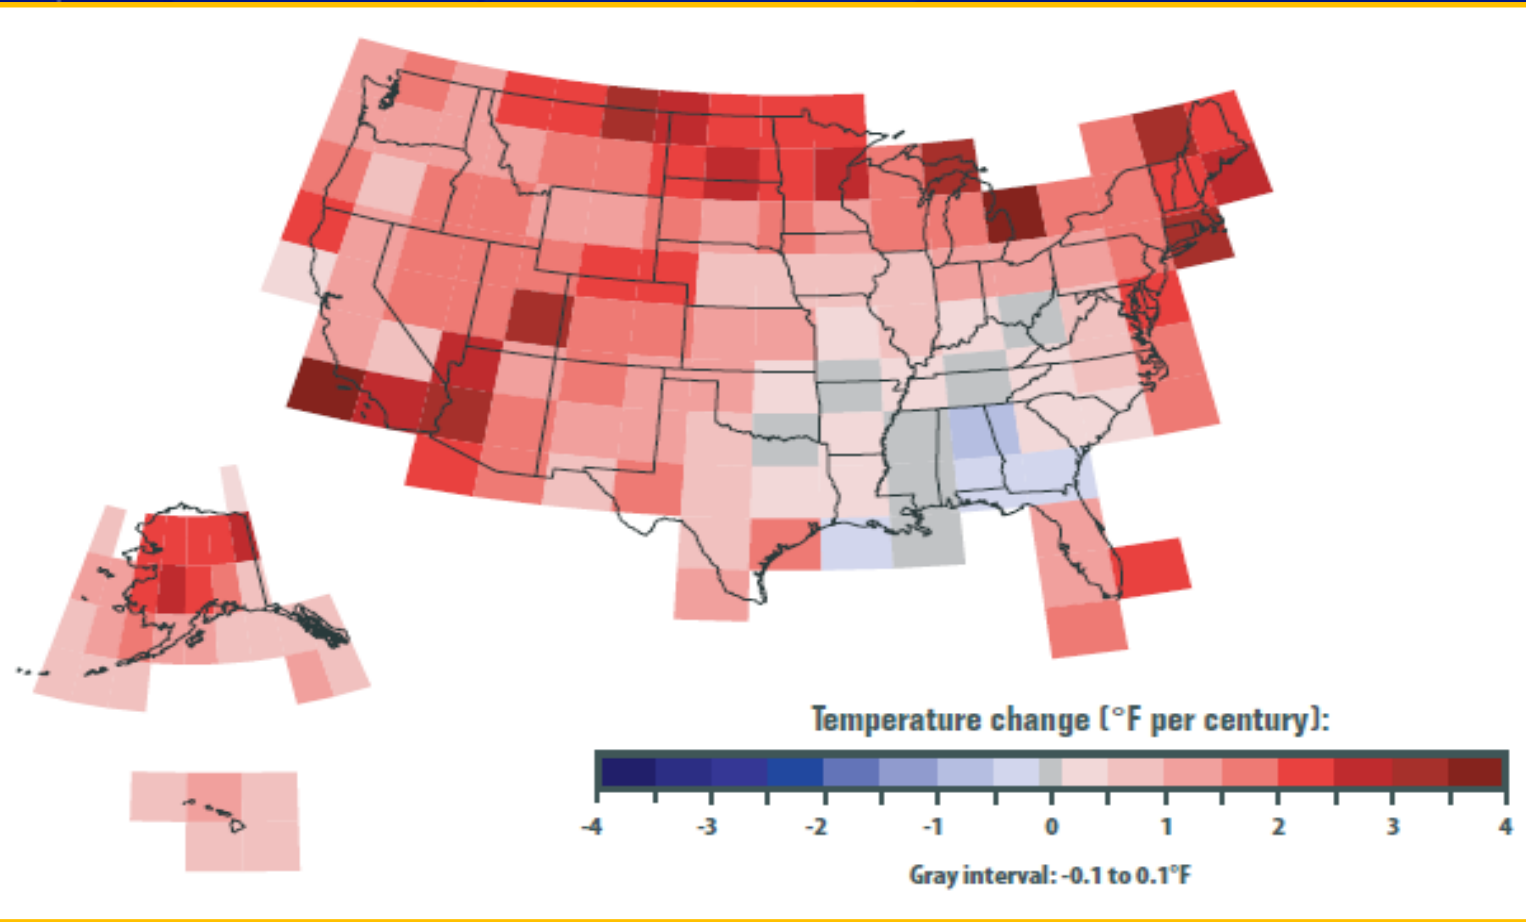 Temperature change (°F per century):
-4 -3 -2 -1 0 1 2 3 4
Gray interval: -0.1 to 0.1°F